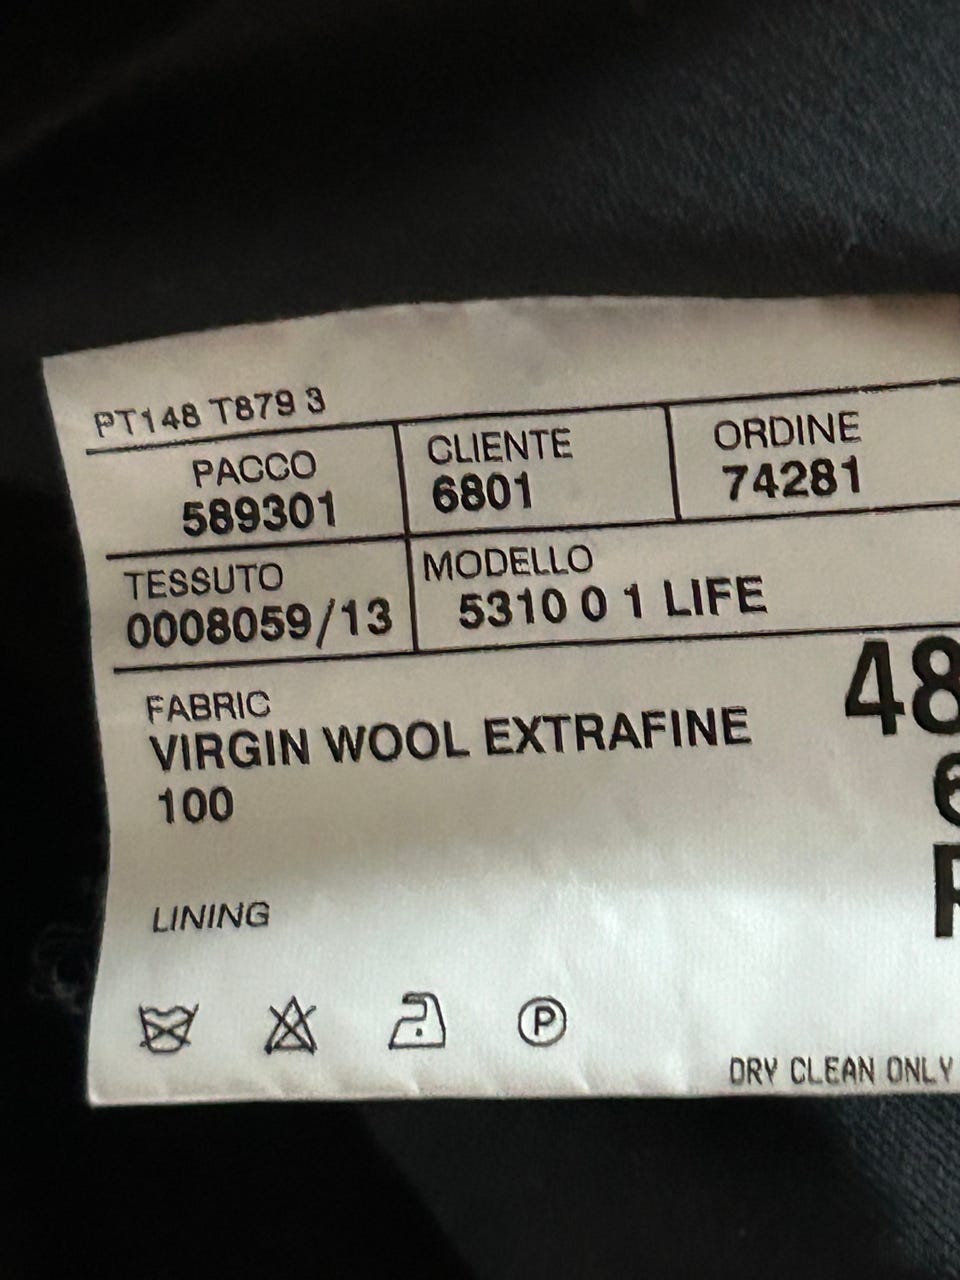 PT148 T879 3
PACCO CLIENTE ORDINE
589301 6801 74281
TESSUTO MODELLO
0008059/13 5310 0 1 LIFE
48
FABRIC
VIRGIN WOOL EXTRAFINE
100
LINING
P
DRY CLEAN ONLY